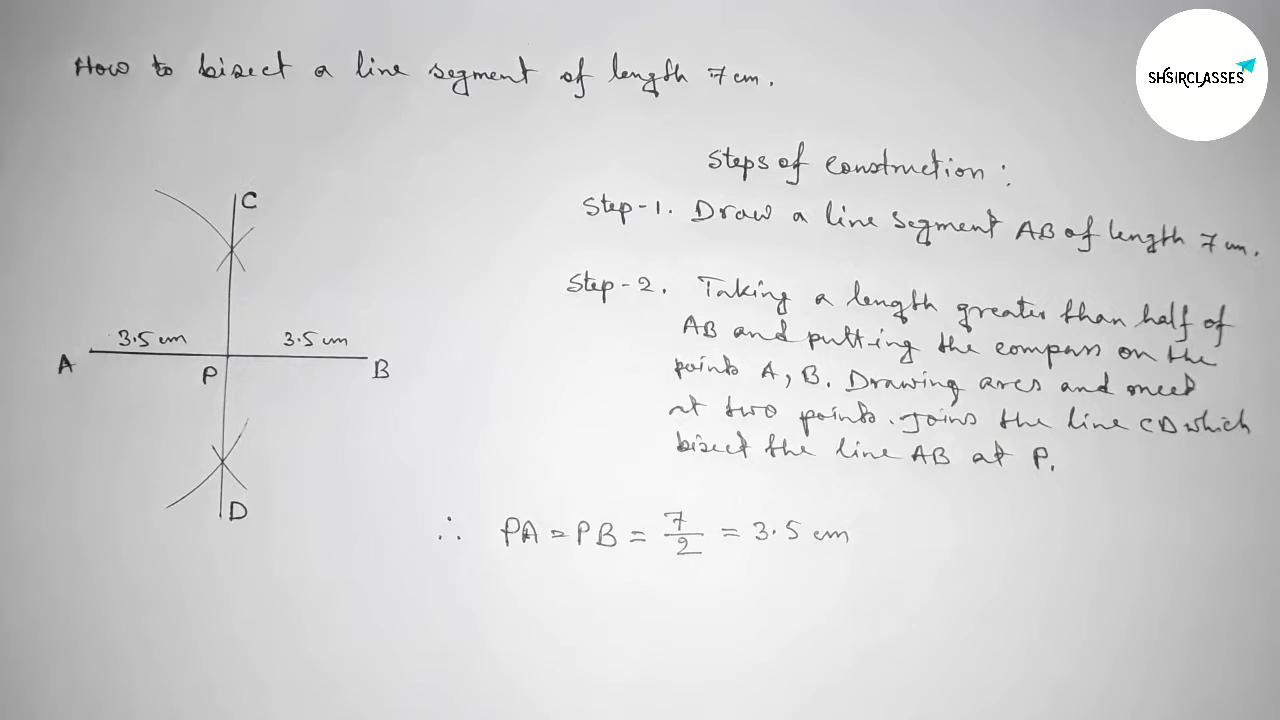 How to bisect a line segment of length 7 cm.
SHSIRCLASSES
Steps of construction :
Step-1. Draw a line segment AB of length 7 cm.
Step-2. Taking a length greater than half of
AB and putting the compass on the
points A, B. Drawing arcs and meet
at two points. Joins the line CD which
bisect the line AB at P.
C
3.5 cm
3.5 cm
A
P
B
D
∴ PA = PB = 7/2 = 3.5 cm